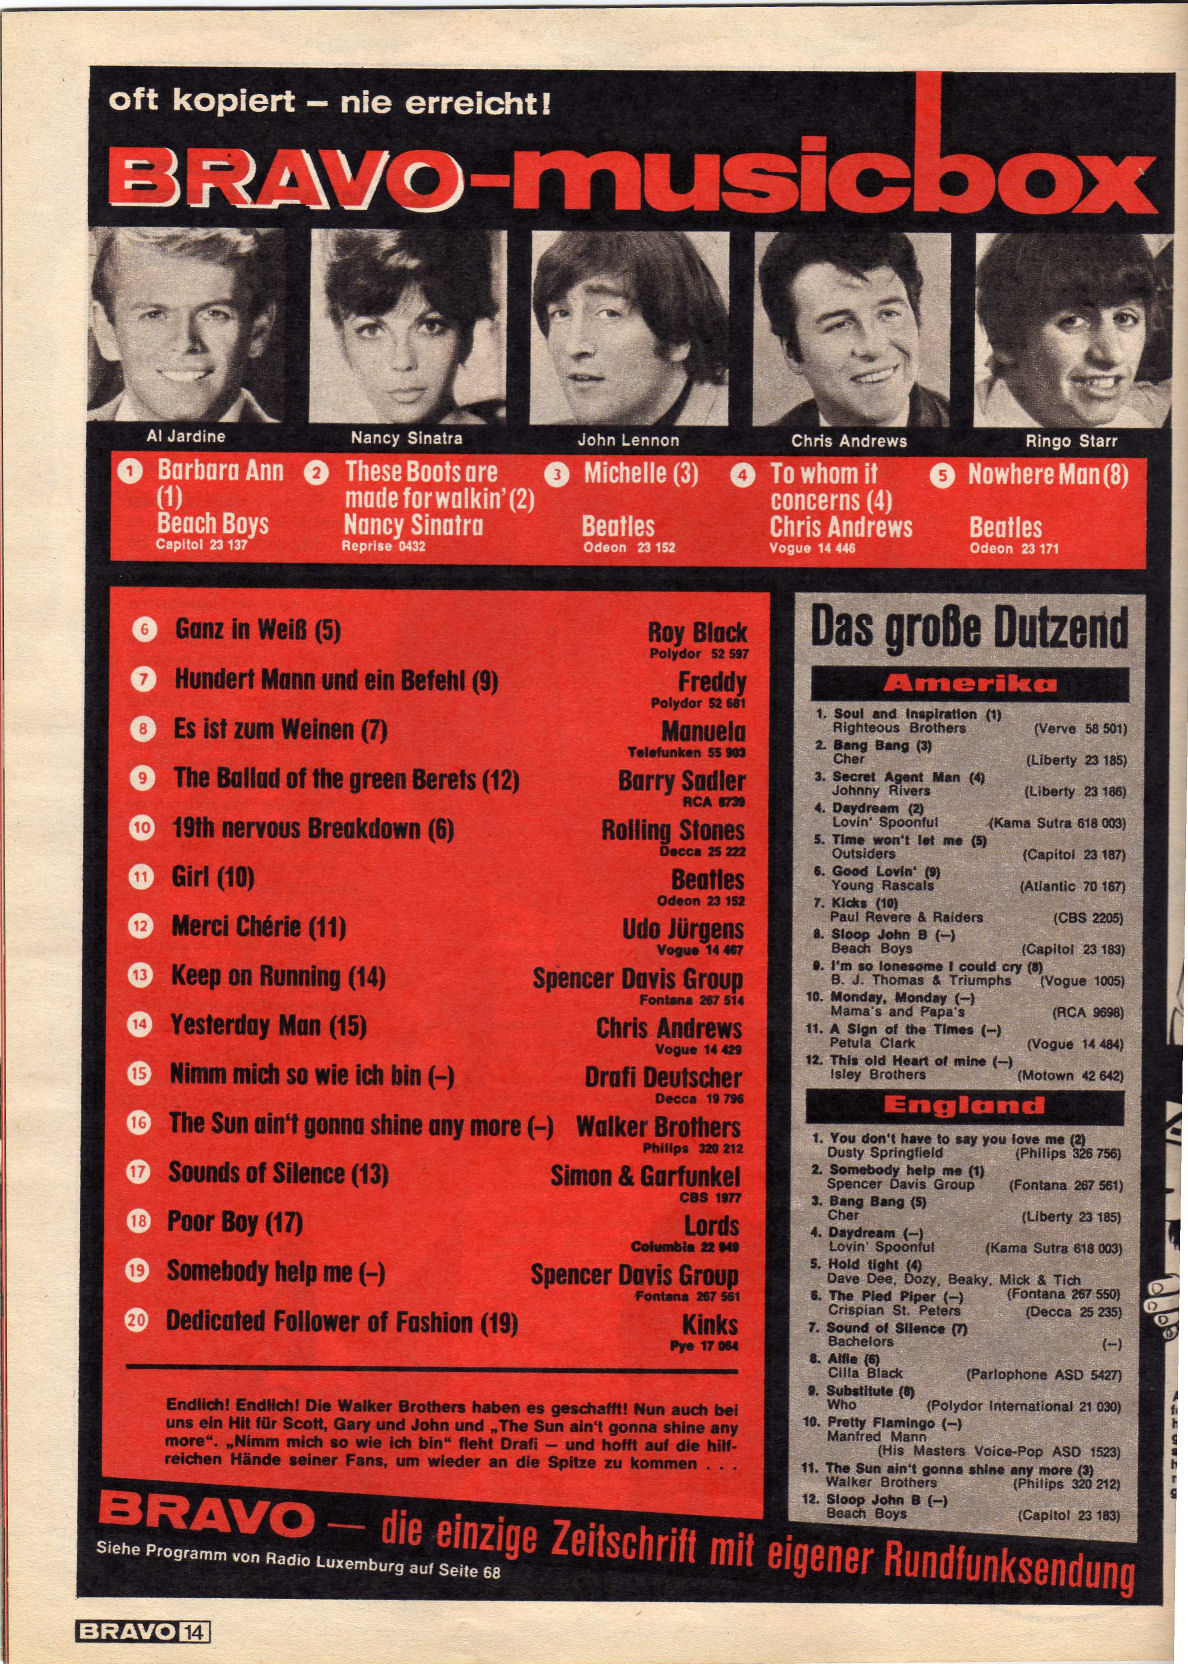 oft kopiert – nie erreicht!
BRAVO-musicbox
Al Jardine
Nancy Sinatra
John Lennon
Chris Andrews
Ringo Starr
1 Barbara Ann
(1)
Beach Boys
Capitol 23 137
2 These Boots are
made for walkin' (2)
Nancy Sinatra
Reprise 0432
3 Michelle (3)
Beatles
Odeon 23 152
4 To whom it
concerns (4)
Chris Andrews
Vogue 14 446
5 Nowhere Man (8)
Beatles
Odeon 23 171
6 Ganz in Weiß (5) Roy Black
Polydor 52 597
7 Hundert Mann und ein Befehl (9) Freddy
Polydor 52 681
8 Es ist zum Weinen (7) Manuela
Telefunken 55 903
9 The Ballad of the green Berets (12) Barry Sadler
RCA 8739
10 19th nervous Breakdown (6) Rolling Stones
Decca 25 222
11 Girl (10) Beatles
Odeon 23 152
12 Merci Chérie (11) Udo Jürgens
Vogue 14 467
13 Keep on Running (14) Spencer Davis Group
Fontana 267 514
14 Yesterday Man (15) Chris Andrews
Vogue 14 429
15 Nimm mich so wie ich bin (–) Drafi Deutscher
Decca 19 796
16 The Sun ain't gonna shine any more (–) Walker Brothers
Philips 320 212
17 Sounds of Silence (13) Simon & Garfunkel
CBS 1977
18 Poor Boy (17) Lords
Columbia 22 949
19 Somebody help me (–) Spencer Davis Group
Fontana 267 561
20 Dedicated Follower of Fashion (19) Kinks
Pye 17 064
Endlich! Endlich! Die Walker Brothers haben es geschafft! Nun auch bei
uns ein Hit für Scott, Gary und John und „The Sun ain't gonna shine any
more“. „Nimm mich so wie ich bin“ fleht Drafi – und hofft auf die hilf-
reichen Hände seiner Fans, um wieder an die Spitze zu kommen . . .
Das große Dutzend
Amerika
1. Soul and Inspiration (1)
Righteous Brothers (Verve 58 501)
2. Bang Bang (3)
Cher (Liberty 23 185)
3. Secret Agent Man (4)
Johnny Rivers (Liberty 23 186)
4. Daydream (2)
Lovin' Spoonful (Kama Sutra 618 003)
5. Time won't let me (5)
Outsiders (Capitol 23 187)
6. Good Lovin' (9)
Young Rascals (Atlantic 70 167)
7. Kicks (10)
Paul Revere & Raiders (CBS 2205)
8. Sloop John B (–)
Beach Boys (Capitol 23 183)
9. I'm so lonesome I could cry (8)
B. J. Thomas & Triumphs (Vogue 1005)
10. Monday, Monday (–)
Mama's and Papa's (RCA 9698)
11. A Sign of the Times (–)
Petula Clark (Vogue 14 484)
12. This old Heart of mine (–)
Isley Brothers (Motown 42 642)
England
1. You don't have to say you love me (2)
Dusty Springfield (Philips 326 756)
2. Somebody help me (1)
Spencer Davis Group (Fontana 267 561)
3. Bang Bang (5)
Cher (Liberty 23 185)
4. Daydream (–)
Lovin' Spoonful (Kama Sutra 618 003)
5. Hold tight (4)
Dave Dee, Dozy, Beaky, Mick & Tich
(Fontana 267 550)
6. The Pied Piper (–)
Crispian St. Peters (Decca 25 235)
7. Sound of Silence (7)
Bachelors (–)
8. Alfie (6)
Cilla Black (Parlophone ASD 5427)
9. Substitute (8)
Who (Polydor International 21 030)
10. Pretty Flamingo (–)
Manfred Mann
(His Masters Voice-Pop ASD 1523)
11. The Sun ain't gonna shine any more (3)
Walker Brothers (Philips 320 212)
12. Sloop John B (–)
Beach Boys (Capitol 23 183)
BRAVO – die einzige Zeitschrift mit eigener Rundfunksendung
Siehe Programm von Radio Luxemburg auf Seite 68
BRAVO 14